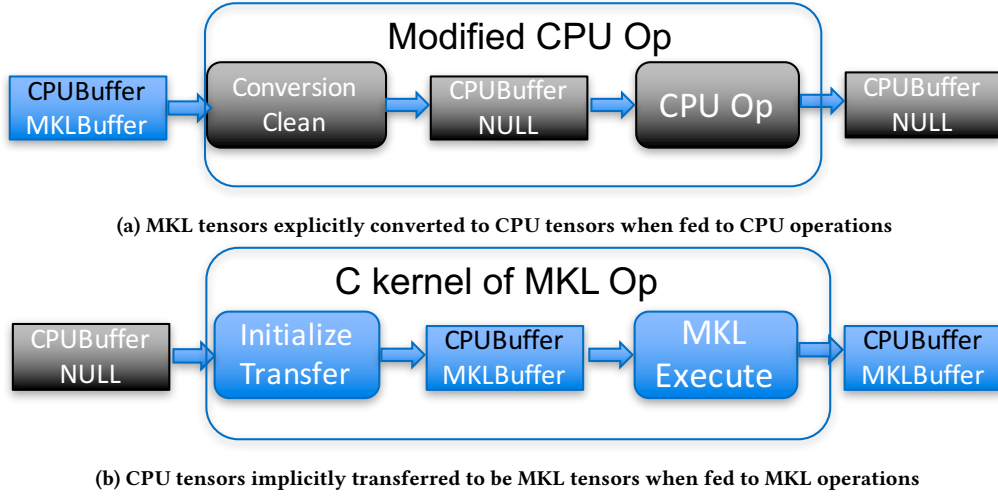 Modified CPU Op
CPUBuffer
MKLBuffer
Conversion
Clean
CPUBuffer
NULL
CPU Op
CPUBuffer
NULL
(a) MKL tensors explicitly converted to CPU tensors when fed to CPU operations
C kernel of MKL Op
CPUBuffer
NULL
Initialize
Transfer
CPUBuffer
MKLBuffer
MKL
Execute
CPUBuffer
MKLBuffer
(b) CPU tensors implicitly transferred to be MKL tensors when fed to MKL operations